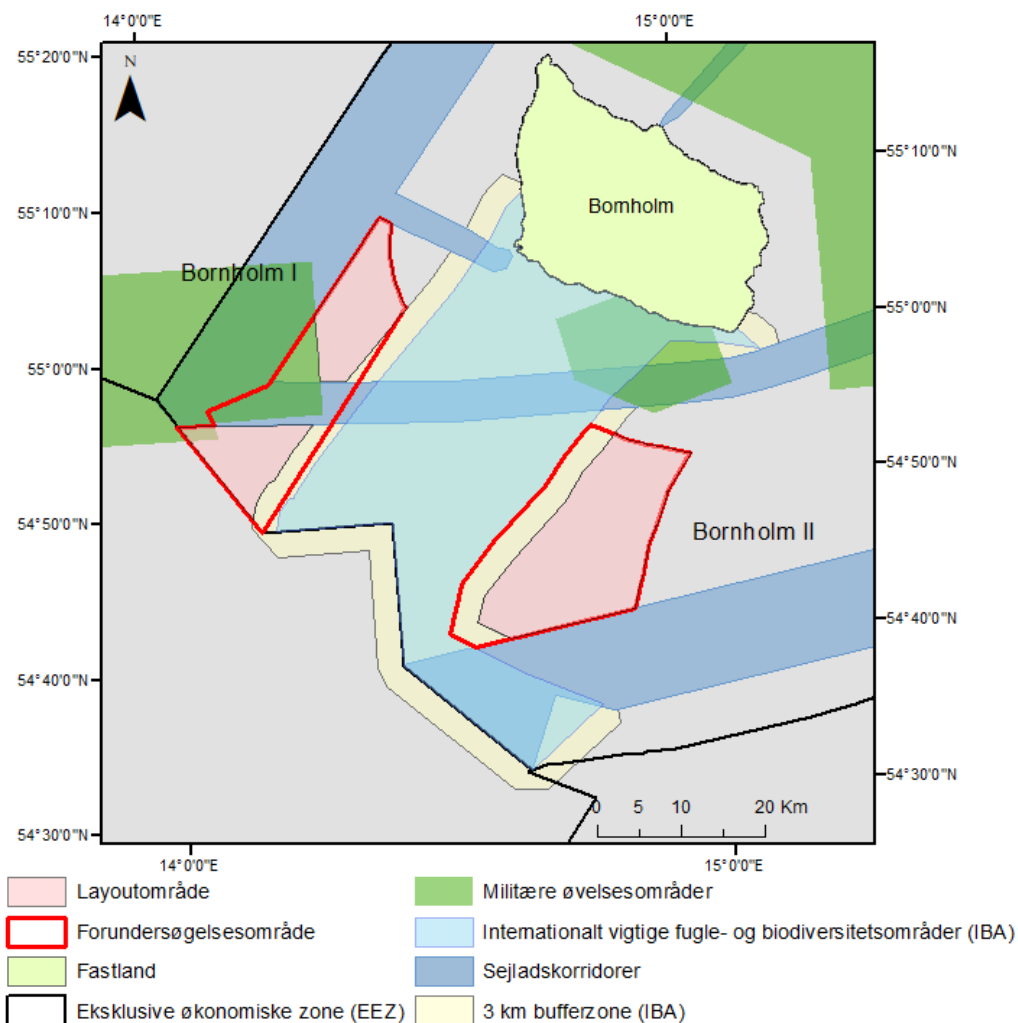 14°0'0"E 15°0'0"E
55°20'0"N
N
55°10'0"N
Bornholm
55°10'0"N
Bornholm I
55°0'0"N
55°0'0"N
54°50'0"N
54°50'0"N
Bornholm II
54°40'0"N
54°40'0"N
54°30'0"N
0 5 10 20 Km
54°30'0"N
14°0'0"E 15°0'0"E
Layoutområde
Forundersøgelsesområde
Fastland
Eksklusive økonomiske zone (EEZ)
Militære øvelsesområder
Internationalt vigtige fugle- og biodiversitetsområder (IBA)
Sejladskorridorer
3 km bufferzone (IBA)